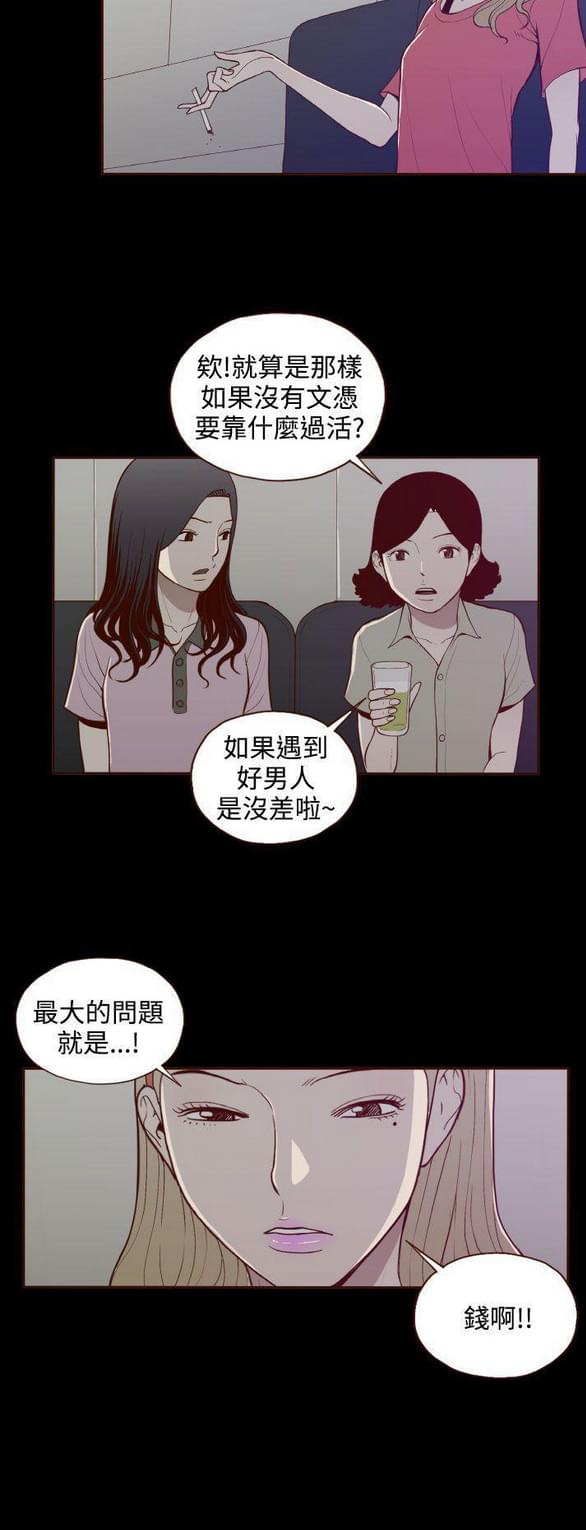 欸!就算是那樣
如果沒有文憑
要靠什麼過活?
如果遇到
好男人
是沒差啦~
最大的問題
就是...!
錢啊!!